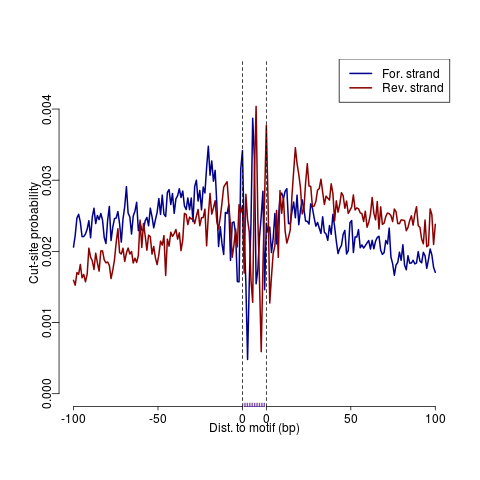 For. strand
Rev. strand
Cut-site probability
0.004
0.003
0.002
0.001
0.000
-100 -50 0 0 50 100
Dist. to motif (bp)